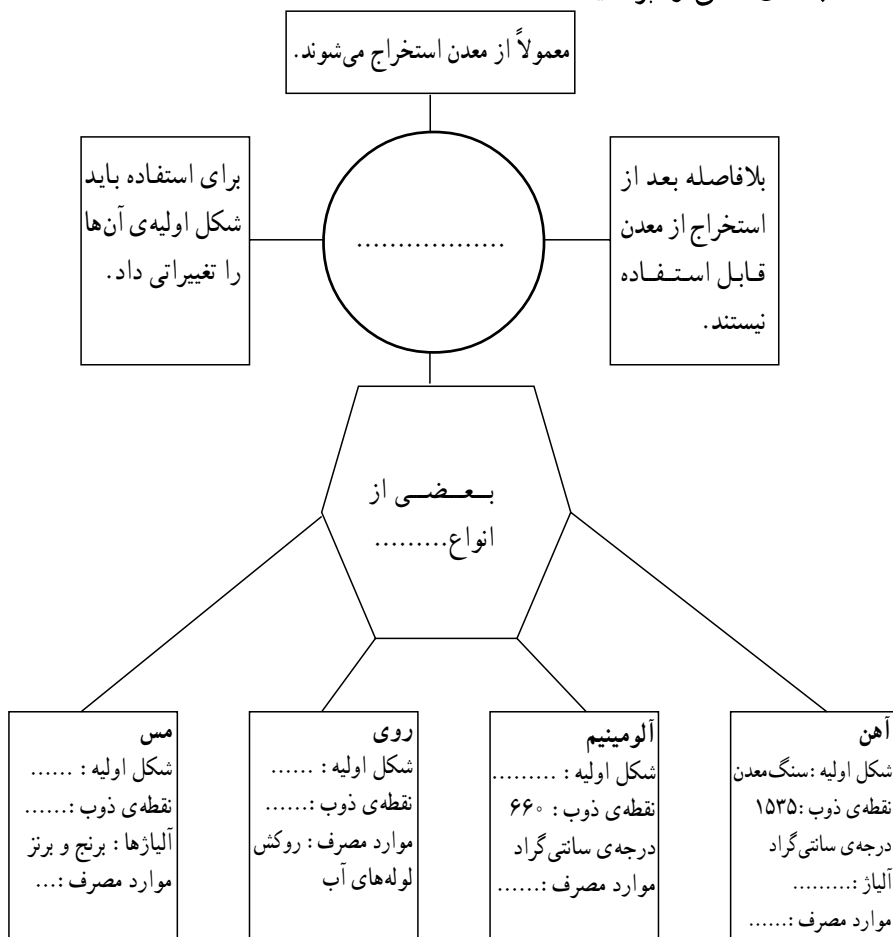 معمولاً از معدن استخراج می‌شوند.
بلافاصله بعد از
استخراج از معدن
قابل استفاده
نیستند.
..................
برای استفاده باید
شکل اولیه‌ی آن‌ها
را تغییراتی داد.
بعضی از
انواع.........
آهن
شکل اولیه :سنگ‌معدن
نقطه‌ی ذوب :۱۵۳۵
درجه‌ی سانتی‌گراد
آلیاژ :.........
موارد مصرف :......
آلومینیم
شکل اولیه : .........
نقطه‌ی ذوب : ۶۶۰
درجه‌ی سانتی‌گراد
موارد مصرف :......
روی
شکل اولیه : ......
نقطه‌ی ذوب :......
موارد مصرف : روکش
لوله‌های آب
مس
شکل اولیه : ......
نقطه‌ی ذوب :......
آلیاژها : برنج و برنز
موارد مصرف :...